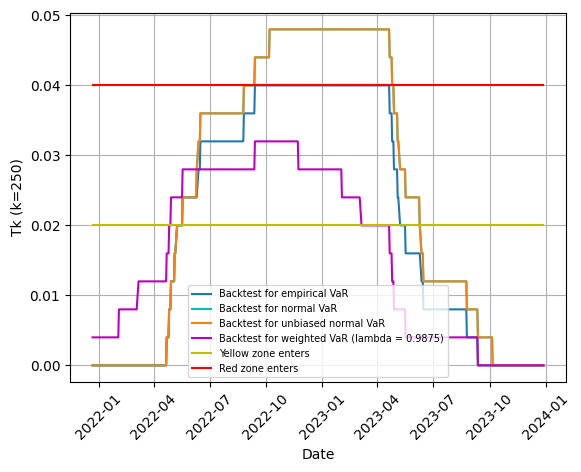 0.05
0.04
0.03
0.02
0.01
0.00
Tk (k=250)
Backtest for empirical VaR
Backtest for normal VaR
Backtest for unbiased normal VaR
Backtest for weighted VaR (lambda = 0.9875)
Yellow zone enters
Red zone enters
2022-01
2022-04
2022-07
2022-10
2023-01
2023-04
2023-07
2023-10
2024-01
Date